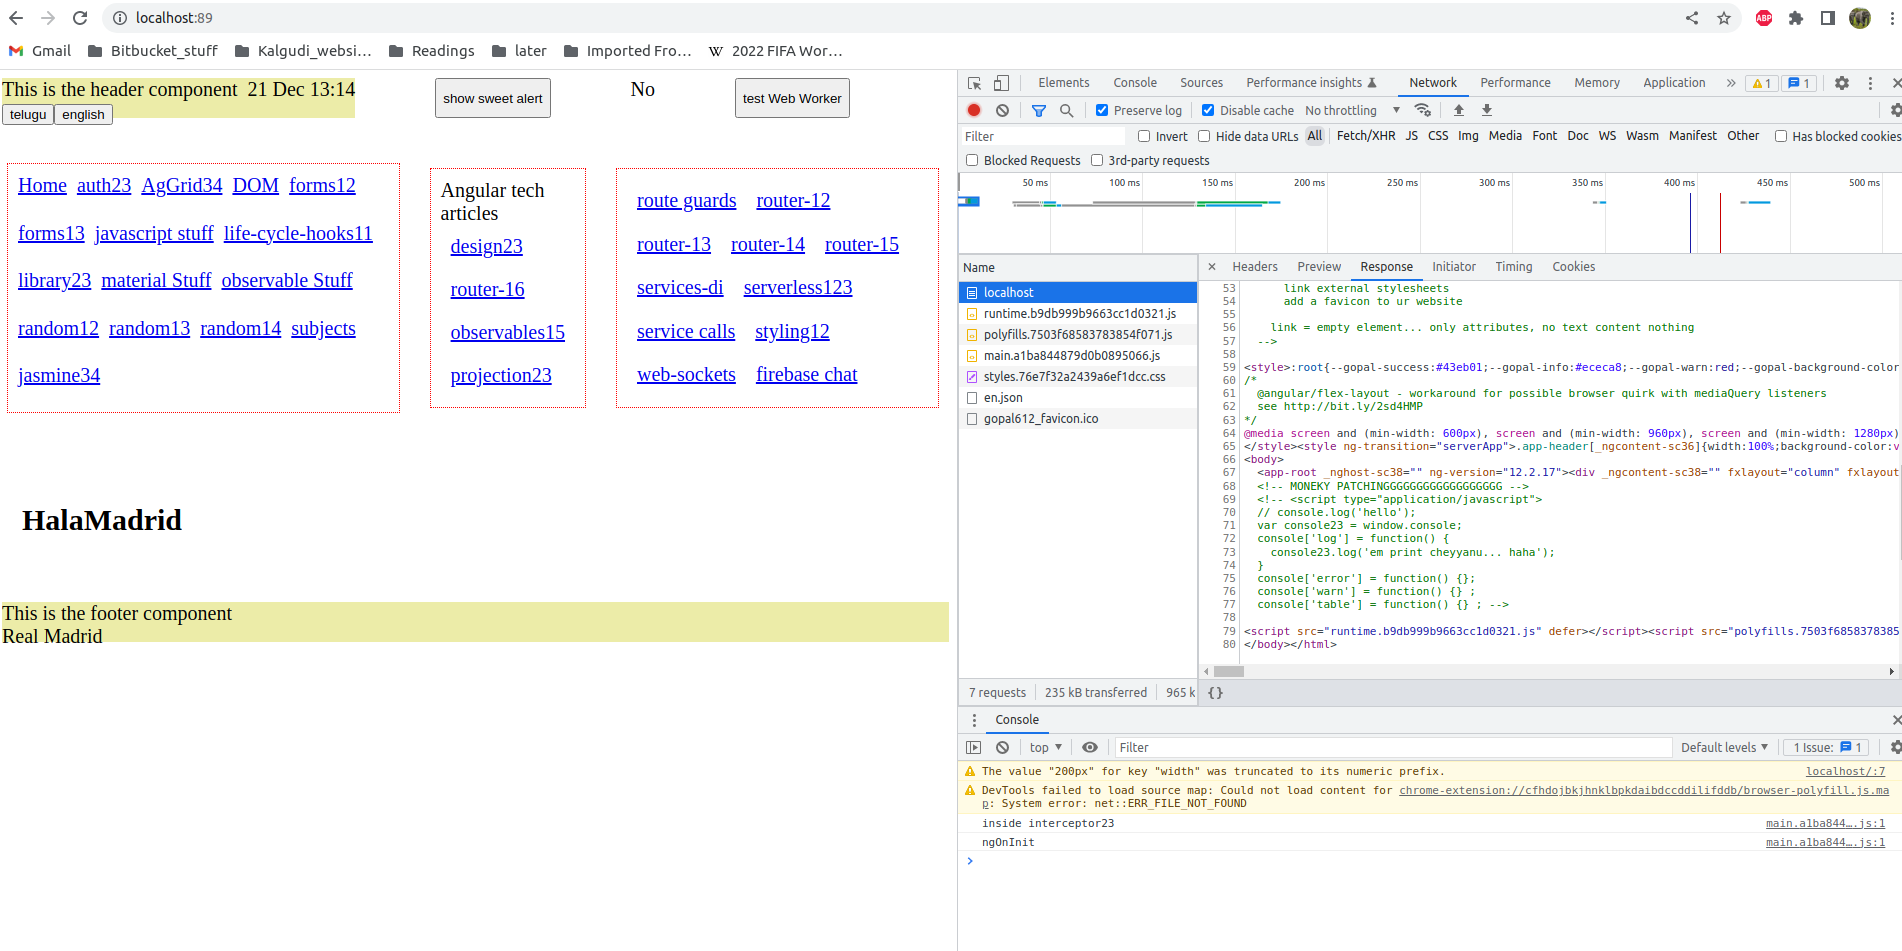 localhost:89
Gmail Bitbucket_stuff Kalgudi_websi... Readings later Imported Fro... W 2022 FIFA Wor...
ABP
This is the header component 21 Dec 13:14
telugu english
show sweet alert
No
test Web Worker
Home auth23 AgGrid34 DOM forms12
forms13 javascript stuff life-cycle-hooks11
library23 material Stuff observable Stuff
random12 random13 random14 subjects
jasmine34
Angular tech
articles
design23
router-16
observables15
projection23
route guards router-12
router-13 router-14 router-15
services-di serverless123
service calls styling12
web-sockets firebase chat
HalaMadrid
This is the footer component
Real Madrid
Elements Console Sources Performance insights Network Performance Memory Application » 1 1
Preserve log Disable cache No throttling
Filter Invert Hide data URLs All Fetch/XHR JS CSS Img Media Font Doc WS Wasm Manifest Other Has blocked cookies
Blocked Requests 3rd-party requests
50 ms 100 ms 150 ms 200 ms 250 ms 300 ms 350 ms 400 ms 450 ms 500 ms
Name
localhost
runtime.b9db999b9663cc1d0321.js
polyfills.7503f68583783854f071.js
main.a1ba844879d0b0895066.js
styles.76e7f32a2439a6ef1dcc.css
en.json
gopal612_favicon.ico
7 requests 235 kB transferred 965 k
× Headers Preview Response Initiator Timing Cookies
53 link external stylesheets
54 add a favicon to ur website
55
56 link = empty element... only attributes, no text content nothing
57 -->
58
59 <style>:root{--gopal-success:#43eb01;--gopal-info:#ececa8;--gopal-warn:red;--gopal-background-color
60 /*
61 @angular/flex-layout - workaround for possible browser quirk with mediaQuery listeners
62 see http://bit.ly/2sd4HMP
63 */
64 @media screen and (min-width: 600px), screen and (min-width: 960px), screen and (min-width: 1280px)
65 </style><style ng-transition="serverApp">.app-header[_ngcontent-sc36]{width:100%;background-color:v
66 <body>
67 <app-root _nghost-sc38="" ng-version="12.2.17"><div _ngcontent-sc38="" fxlayout="column" fxlayout
68 <!-- MONEKY PATCHINGGGGGGGGGGGGGGGGGG -->
69 <!-- <script type="application/javascript">
70 // console.log('hello');
71 var console23 = window.console;
72 console['log'] = function() {
73 console23.log('em print cheyyanu... haha');
74 }
75 console['error'] = function() {};
76 console['warn'] = function() {} ;
77 console['table'] = function() {} ; -->
78
79 <script src="runtime.b9db999b9663cc1d0321.js" defer></script><script src="polyfills.7503f6858378385
80 </body></html>
{}
Console
top Filter Default levels 1 Issue: 1
The value "200px" for key "width" was truncated to its numeric prefix. localhost/:7
DevTools failed to load source map: Could not load content for chrome-extension://cfhdojbkjhnklbpkdaibdccddilifddb/browser-polyfill.js.ma
p: System error: net::ERR_FILE_NOT_FOUND
inside interceptor23 main.a1ba844….js:1
ngOnInit main.a1ba844….js:1